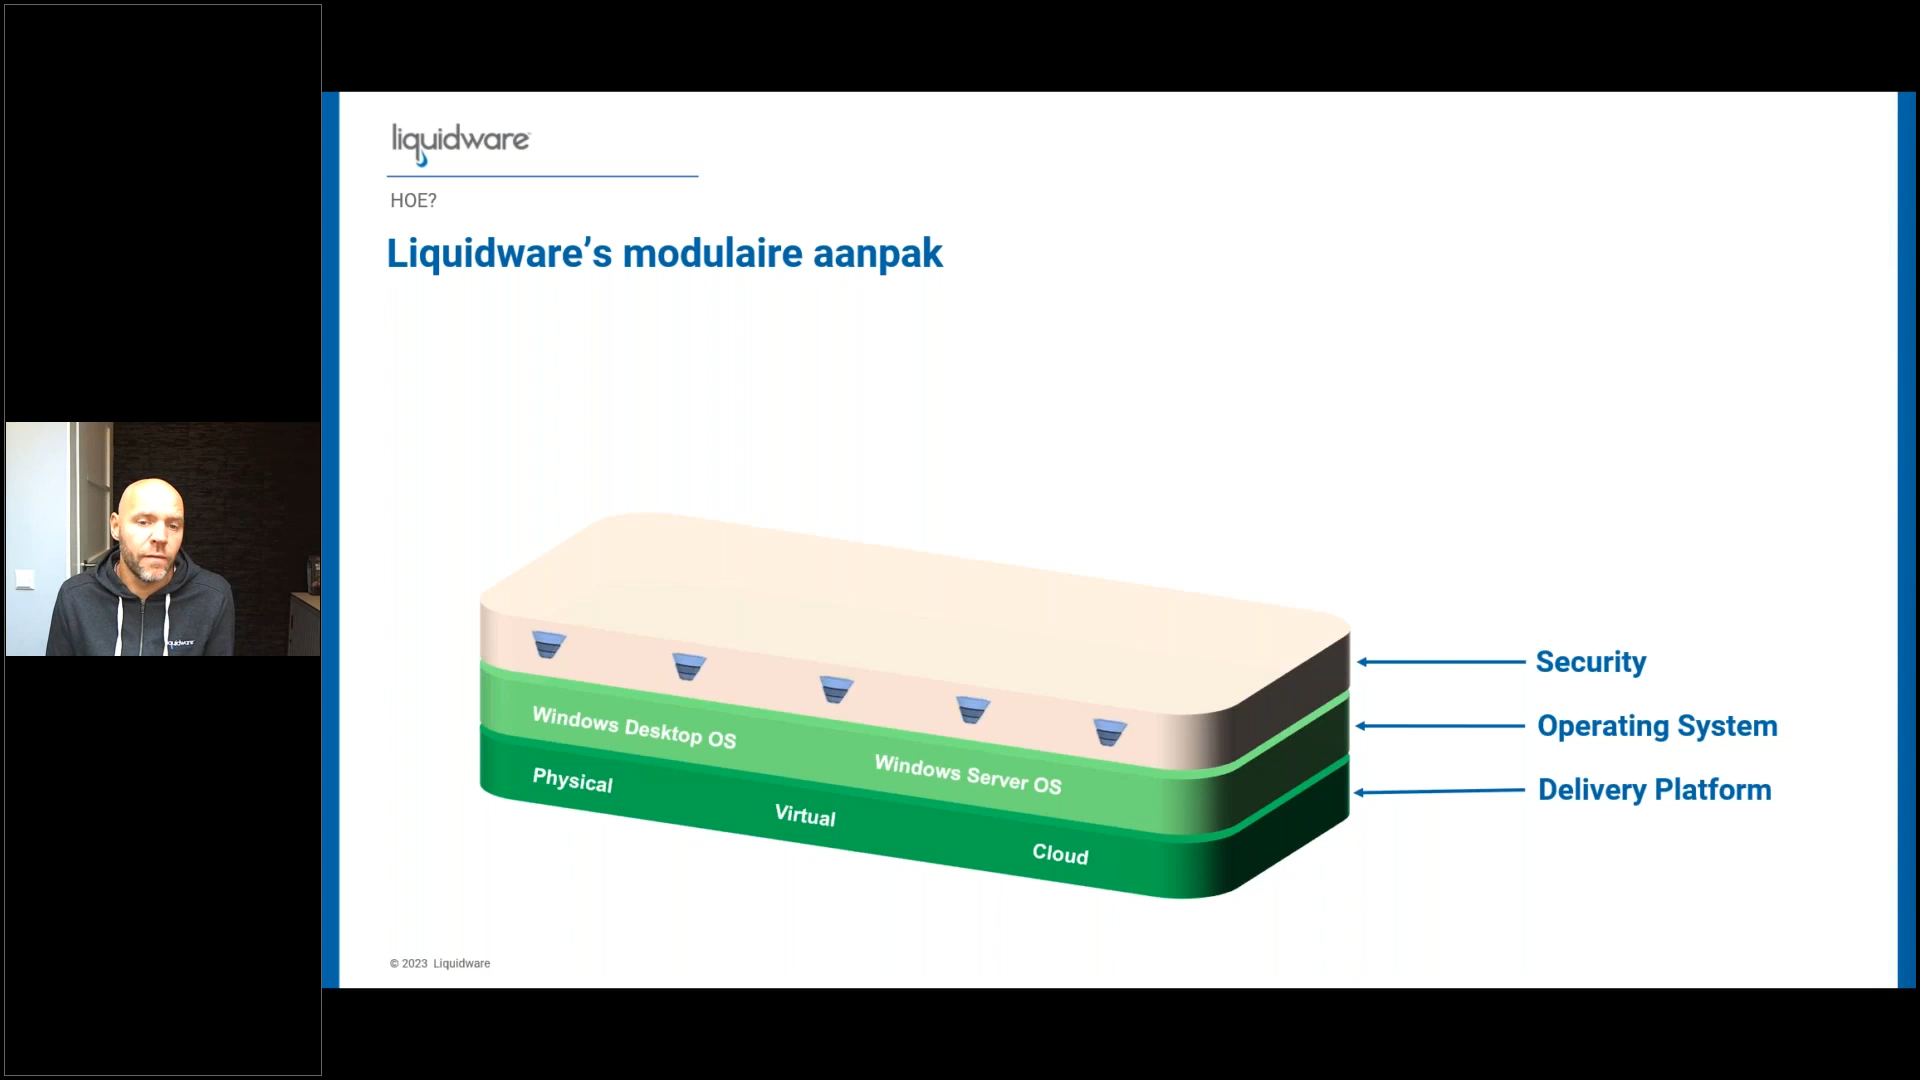 liquidware
HOE?
Liquidware’s modulaire aanpak
Security
Windows Desktop OS
Windows Server OS
Operating System
Physical
Virtual
Cloud
Delivery Platform
© 2023 Liquidware
liquidware